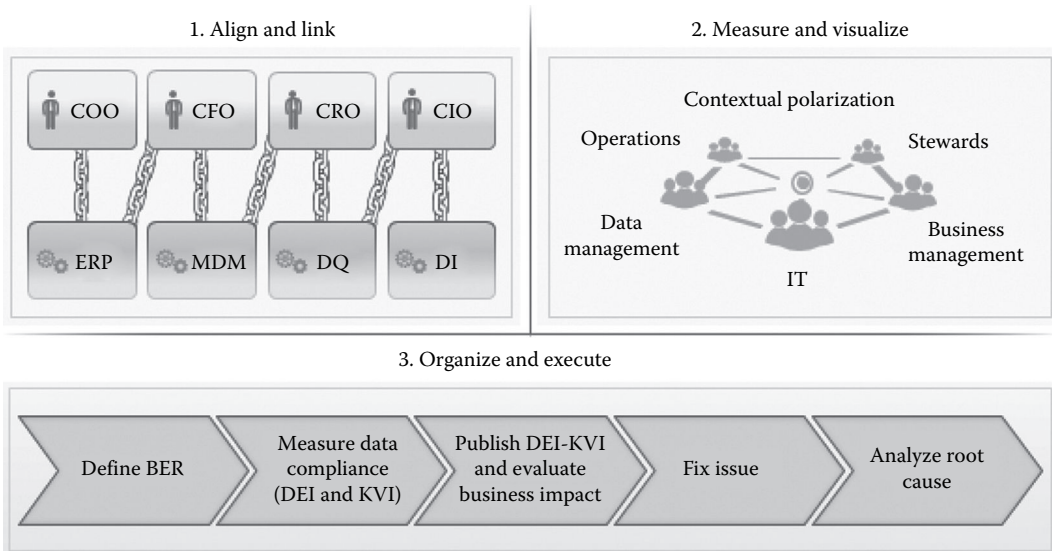 1. Align and link
COO
CFO
CRO
CIO
ERP
MDM
DQ
DI
2. Measure and visualize
Contextual polarization
Operations
Stewards
Data
management
Business
management
IT
3. Organize and execute
Define BER
Measure data
compliance
(DEI and KVI)
Publish DEI-KVI
and evaluate
business impact
Fix issue
Analyze root
cause